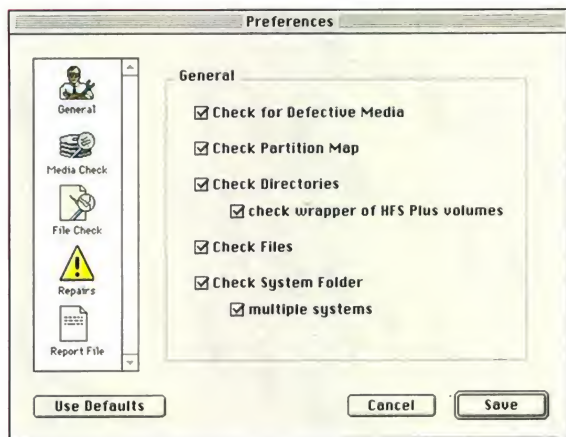 Preferences
General
Media Check
File Check
Repairs
Report File
General
Check for Defective Media
Check Partition Map
Check Directories
check wrapper of HFS Plus volumes
Check Files
Check System Folder
multiple systems
Use Defaults
Cancel
Save